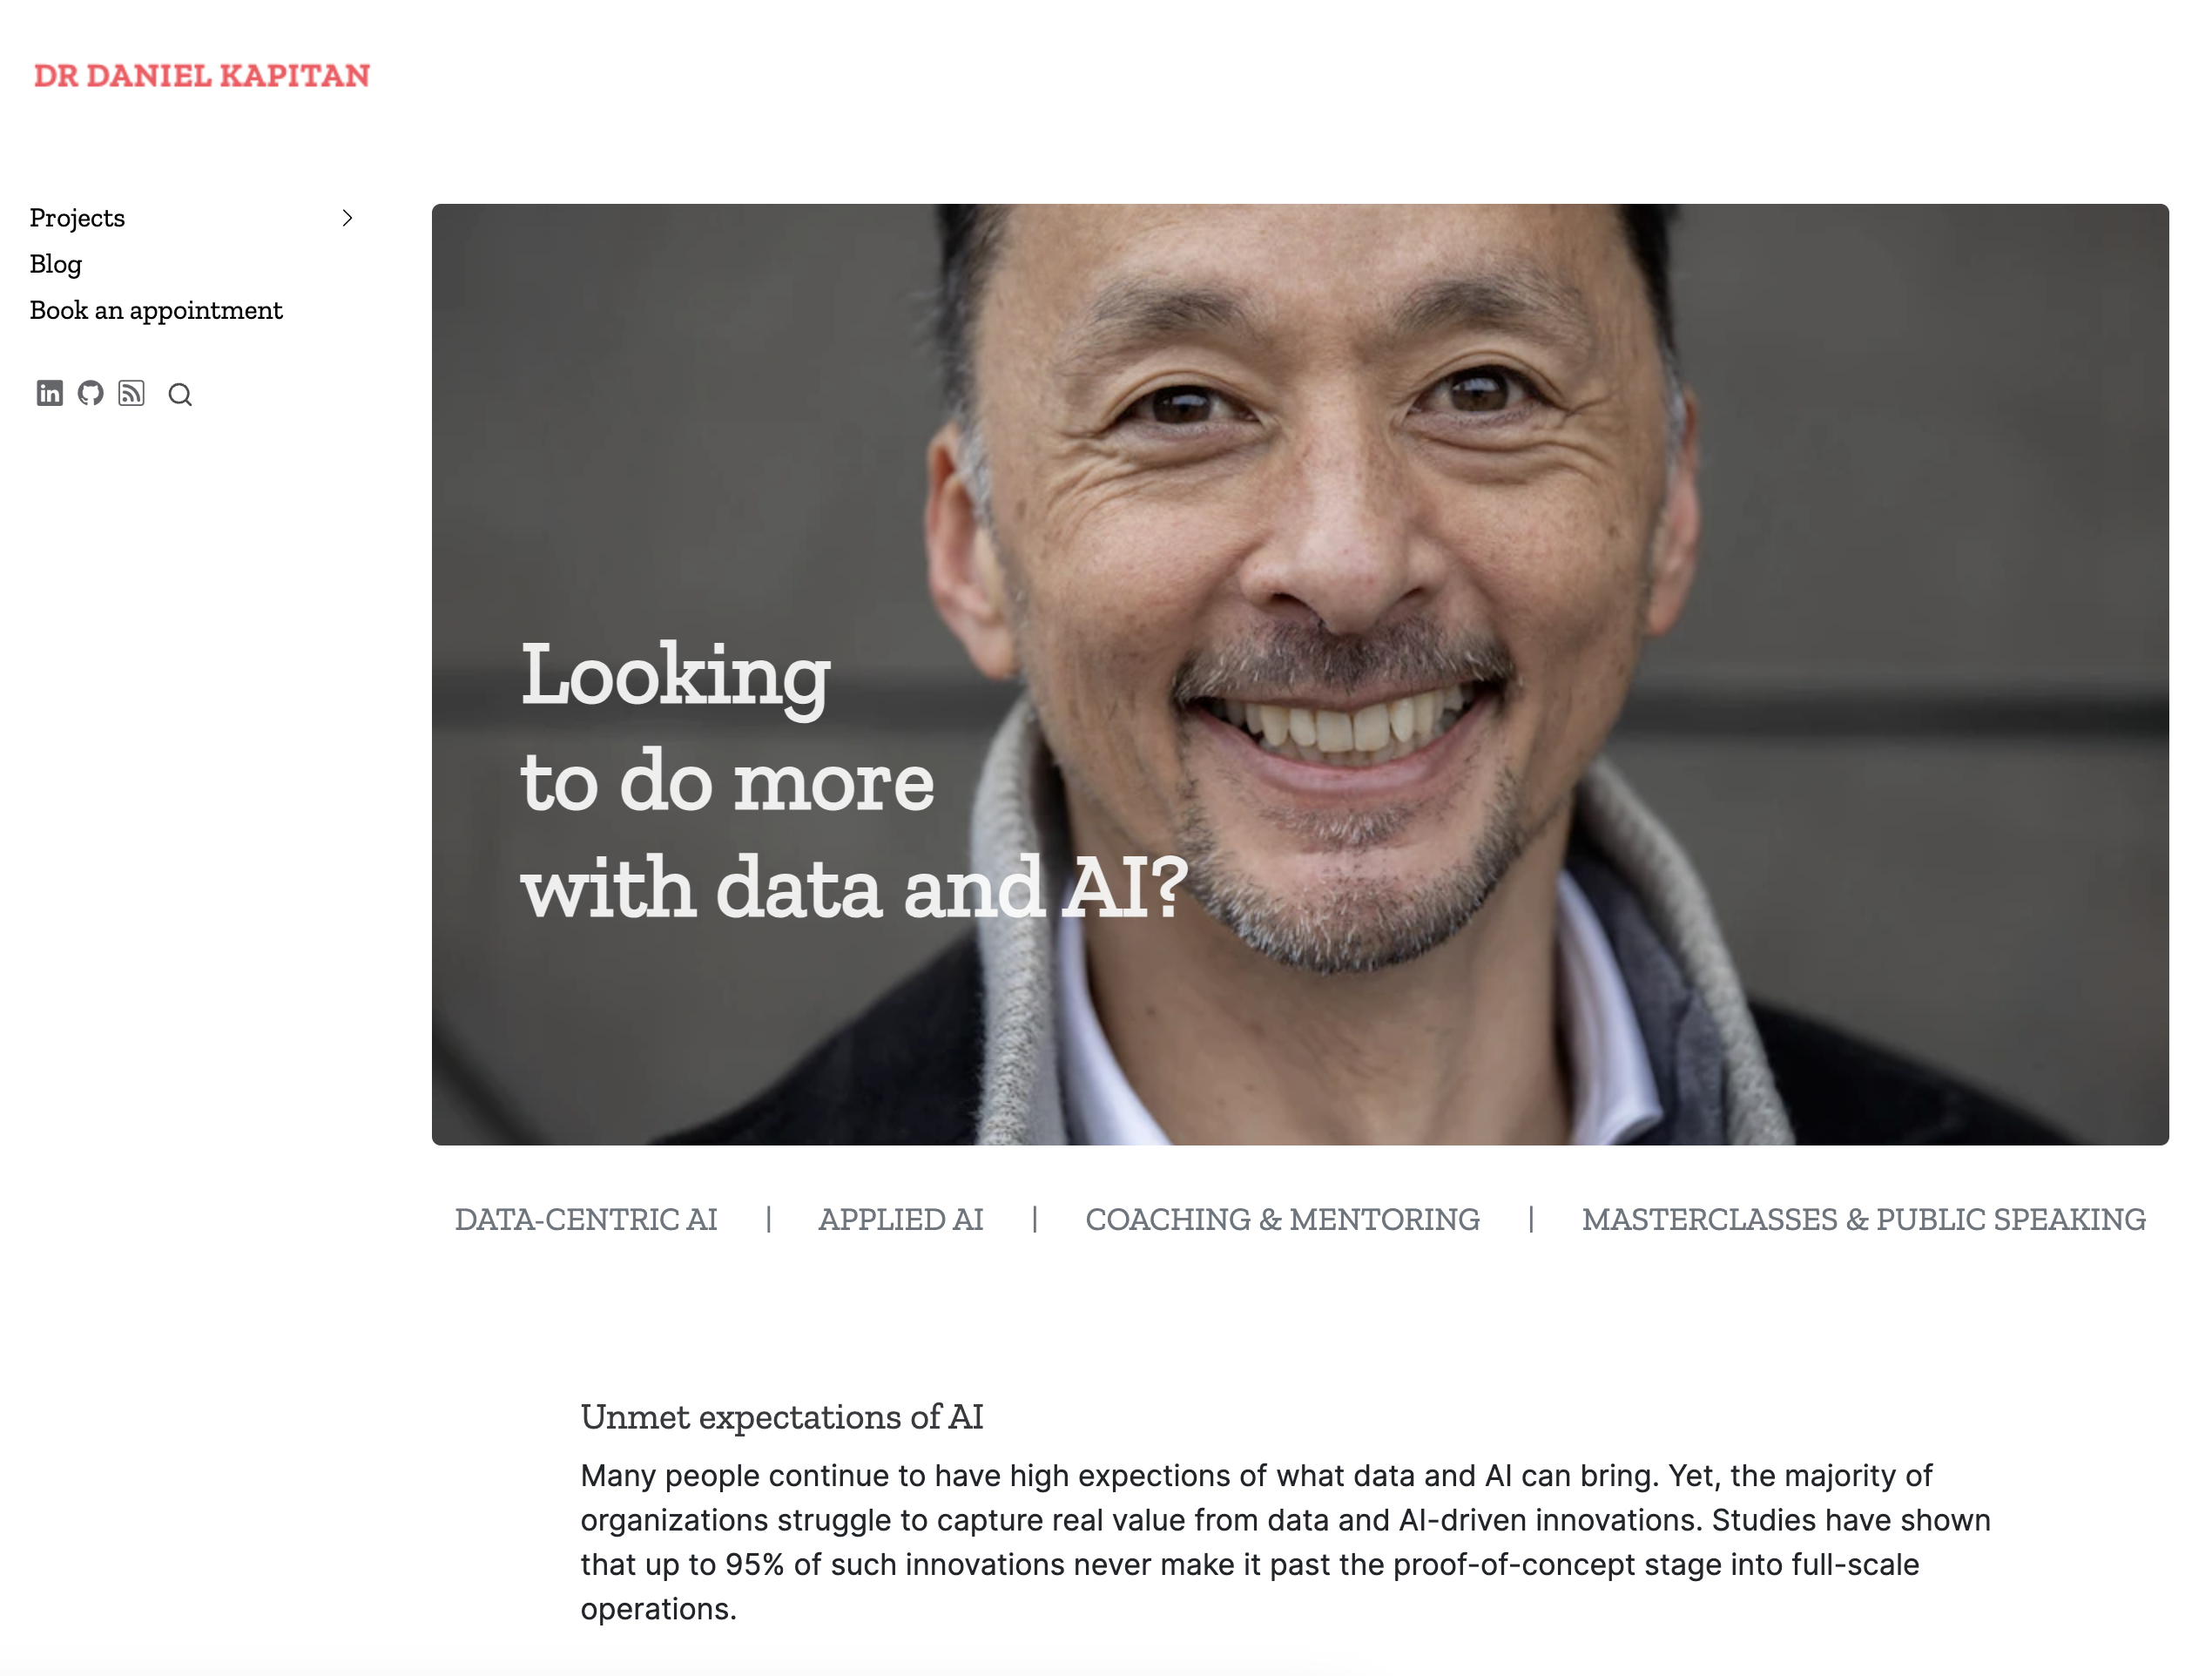 DR DANIEL KAPITAN
Projects
Blog
Book an appointment
in
Looking
to do more
with data and AI?
DATA-CENTRIC AI | APPLIED AI | COACHING & MENTORING | MASTERCLASSES & PUBLIC SPEAKING
Unmet expectations of AI
Many people continue to have high expections of what data and AI can bring. Yet, the majority of
organizations struggle to capture real value from data and AI-driven innovations. Studies have shown
that up to 95% of such innovations never make it past the proof-of-concept stage into full-scale
operations.